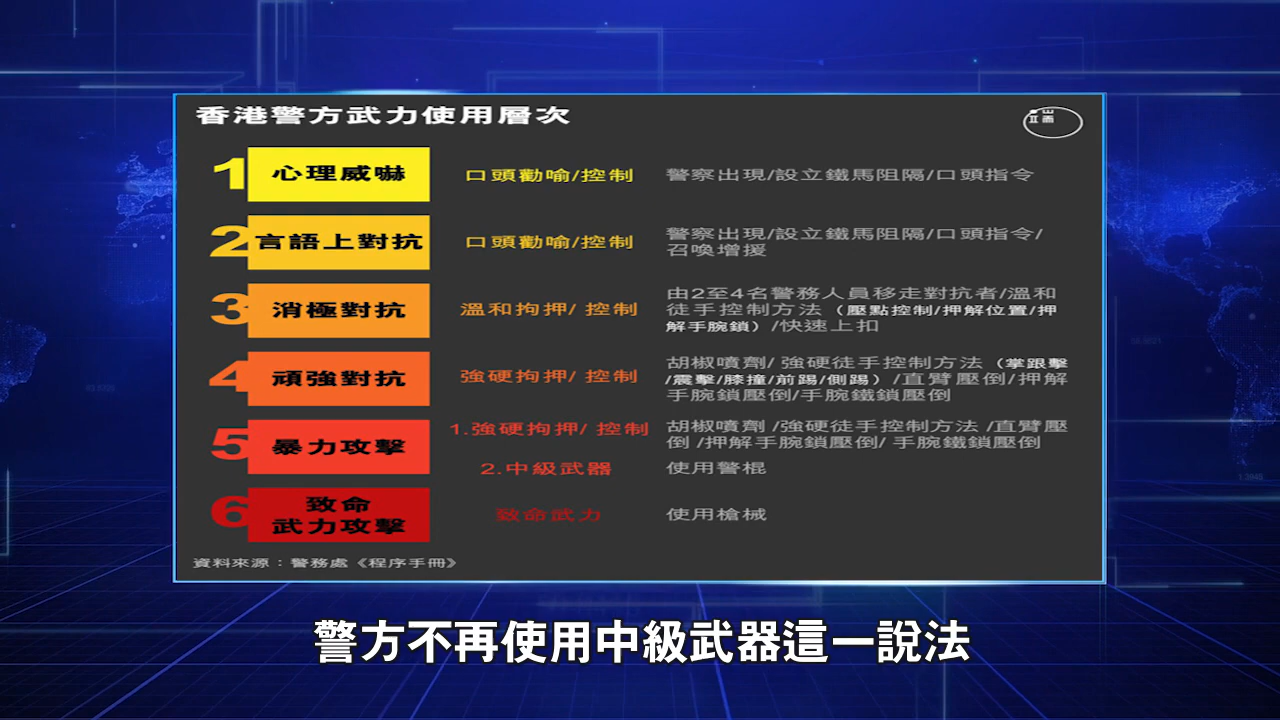 香港警方武力使用層次
1
心理威嚇
口頭勸喻/控制
警察出現/設立鐵馬阻隔/口頭指令
2
言語上對抗
口頭勸喻/控制
警察出現/設立鐵馬阻隔/口頭指令/
召喚增援
3
消極對抗
溫和拘押/ 控制
由2至4名警務人員移走對抗者/溫和
徒手控制方法（壓點控制/押解位置/押
解手腕鎖）/快速上扣
4
頑強對抗
強硬拘押/ 控制
胡椒噴劑/ 強硬徒手控制方法（掌跟擊
/震擊/膝撞/前踢/側踢）/直臂壓倒/押解
手腕鎖壓倒/手腕鐵鎖壓倒
5
暴力攻擊
1.強硬拘押/ 控制
胡椒噴劑 /強硬徒手控制方法 /直臂壓
倒 /押解手腕鎖壓倒/ 手腕鐵鎖壓倒
2.中級武器
使用警棍
6
致命
武力攻擊
致命武力
使用槍械
資料來源：警務處《程序手冊》
警方不再使用中級武器這一說法